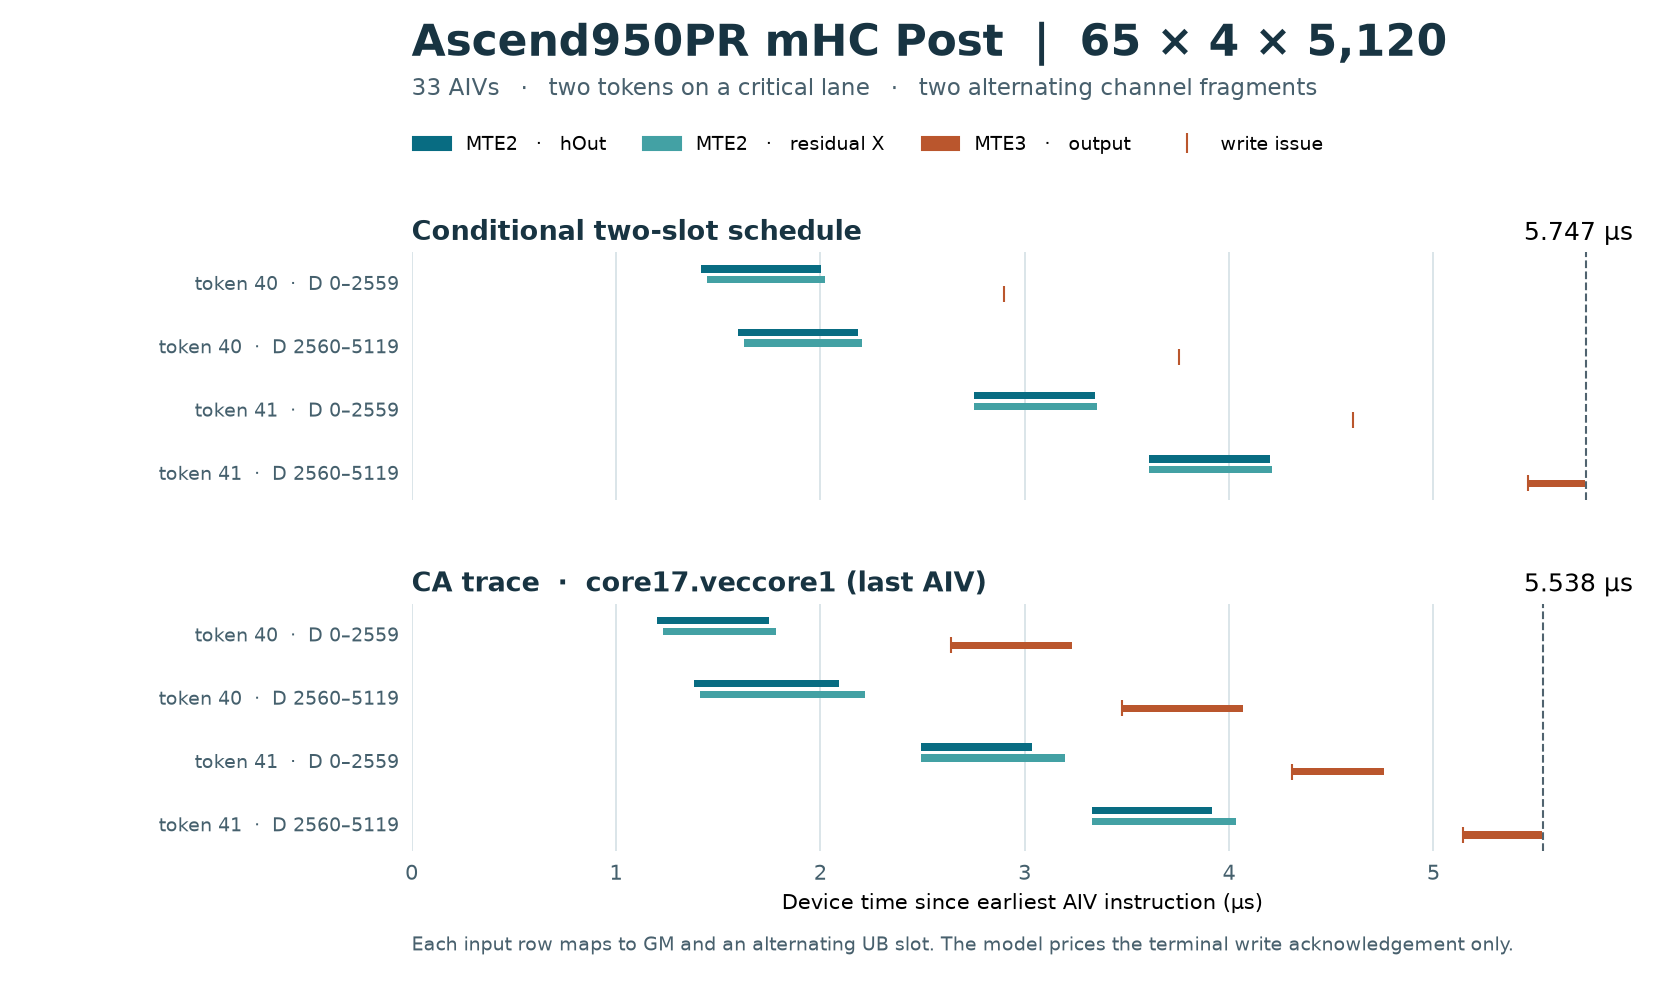 Ascend950PR mHC Post | 65 × 4 × 5,120
33 AIVs · two tokens on a critical lane · two alternating channel fragments
MTE2 · hOut MTE2 · residual X MTE3 · output write issue
Conditional two-slot schedule
5.747 µs
token 40 · D 0–2559
token 40 · D 2560–5119
token 41 · D 0–2559
token 41 · D 2560–5119
CA trace · core17.veccore1 (last AIV)
5.538 µs
token 40 · D 0–2559
token 40 · D 2560–5119
token 41 · D 0–2559
token 41 · D 2560–5119
0 1 2 3 4 5
Device time since earliest AIV instruction (µs)
Each input row maps to GM and an alternating UB slot. The model prices the terminal write acknowledgement only.